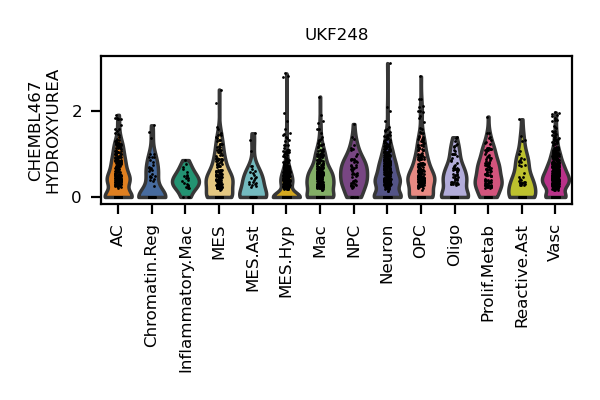 UKF248
CHEMBL467
HYDROXYUREA
2
0
AC
Chromatin.Reg
Inflammatory.Mac
MES
MES.Ast
MES.Hyp
Mac
NPC
Neuron
OPC
Oligo
Prolif.Metab
Reactive.Ast
Vasc